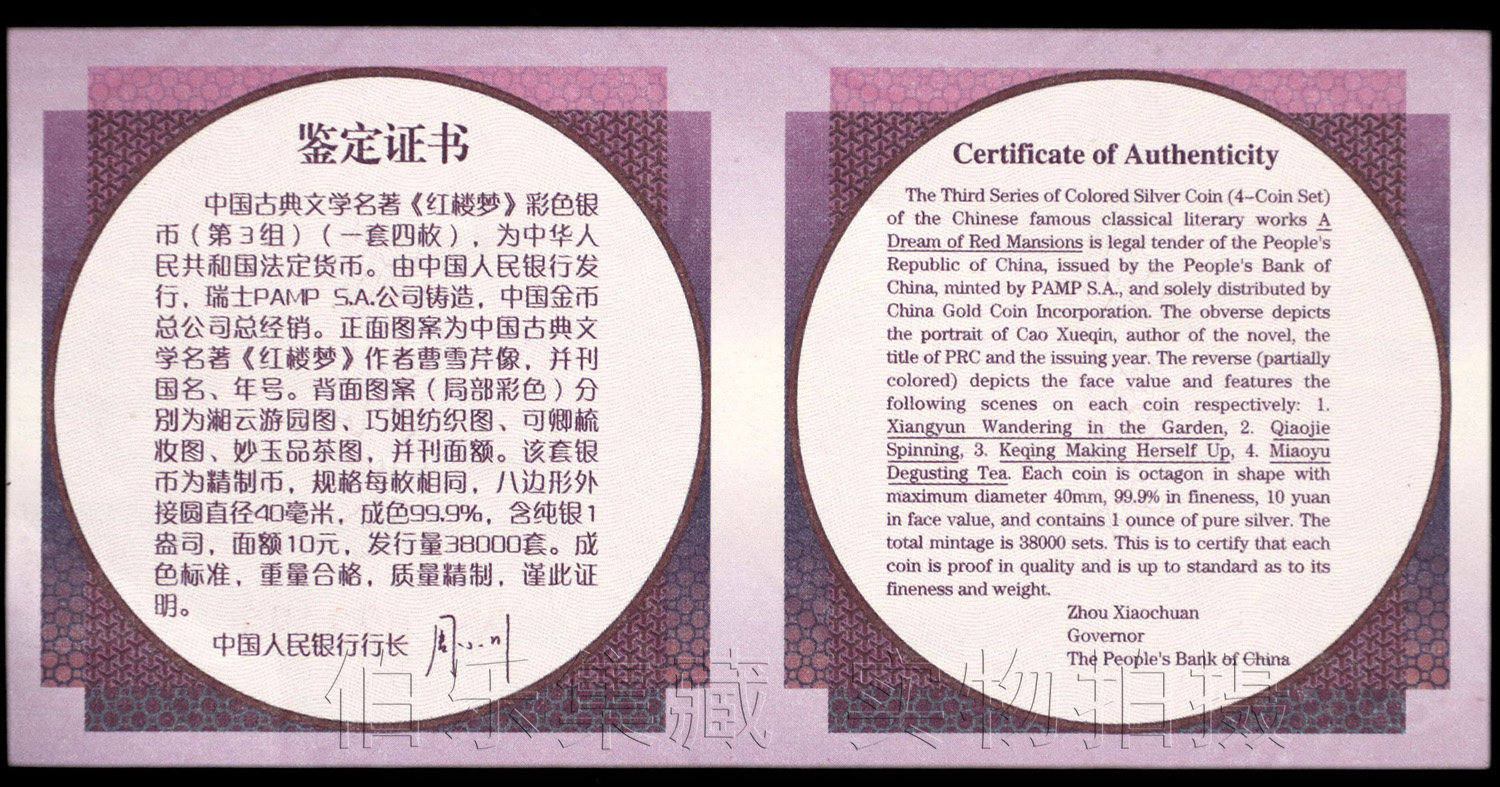 鉴定证书
中国古典文学名著《红楼梦》彩色银
币（第3组）（一套四枚），为中华人
民共和国法定货币。由中国人民银行发
行，瑞士PAMP S.A.公司铸造，中国金币
总公司总经销。正面图案为中国古典文
学名著《红楼梦》作者曹雪芹像，并刊
国名、年号。背面图案（局部彩色）分
别为湘云游园图、巧姐纺织图、可卿梳
妆图、妙玉品茶图，并刊面额。该套银
币为精制币，规格每枚相同，八边形外
接圆直径40毫米，成色99.9%，含纯银1
盎司，面额10元，发行量38000套。成
色标准，重量合格，质量精制，谨此证
明。
中国人民银行行长 周小川
Certificate of Authenticity
The Third Series of Colored Silver Coin (4-Coin Set)
of the Chinese famous classical literary works A
Dream of Red Mansions is legal tender of the People's
Republic of China, issued by the People's Bank of
China, minted by PAMP S.A., and solely distributed by
China Gold Coin Incorporation. The obverse depicts
the portrait of Cao Xueqin, author of the novel, the
title of PRC and the issuing year. The reverse (partially
colored) depicts the face value and features the
following scenes on each coin respectively: 1.
Xiangyun Wandering in the Garden, 2. Qiaojie
Spinning, 3. Keqing Making Herself Up, 4. Miaoyu
Degusting Tea. Each coin is octagon in shape with
maximum diameter 40mm, 99.9% in fineness, 10 yuan
in face value, and contains 1 ounce of pure silver. The
total mintage is 38000 sets. This is to certify that each
coin is proof in quality and is up to standard as to its
fineness and weight.
Zhou Xiaochuan
Governor
The People's Bank of China
伯乐集藏 实物拍摄